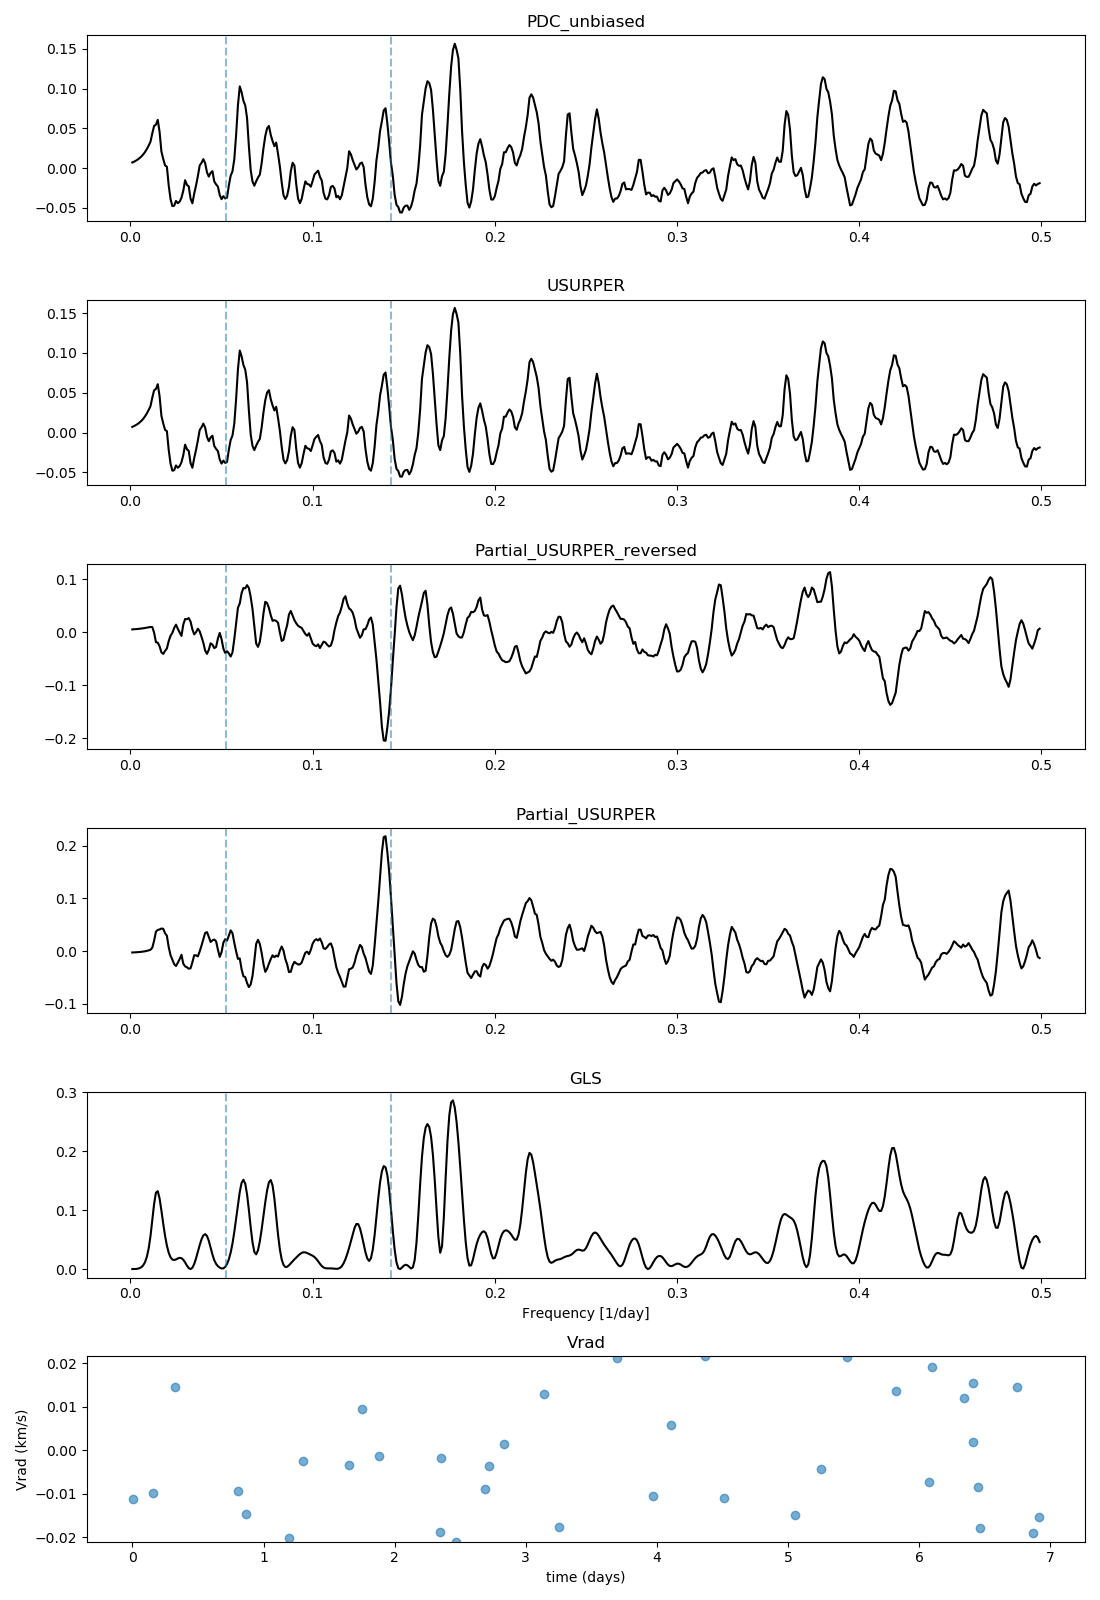 PDC_unbiased
0.15
0.10
0.05
0.00
−0.05
0.0 0.1 0.2 0.3 0.4 0.5
USURPER
0.15
0.10
0.05
0.00
−0.05
0.0 0.1 0.2 0.3 0.4 0.5
Partial_USURPER_reversed
0.1
0.0
−0.1
−0.2
0.0 0.1 0.2 0.3 0.4 0.5
Partial_USURPER
0.2
0.1
0.0
−0.1
0.0 0.1 0.2 0.3 0.4 0.5
GLS
0.3
0.2
0.1
0.0
0.0 0.1 0.2 0.3 0.4 0.5
Frequency [1/day]
Vrad
Vrad (km/s)
0.02
0.01
0.00
−0.01
−0.02
0 1 2 3 4 5 6 7
time (days)